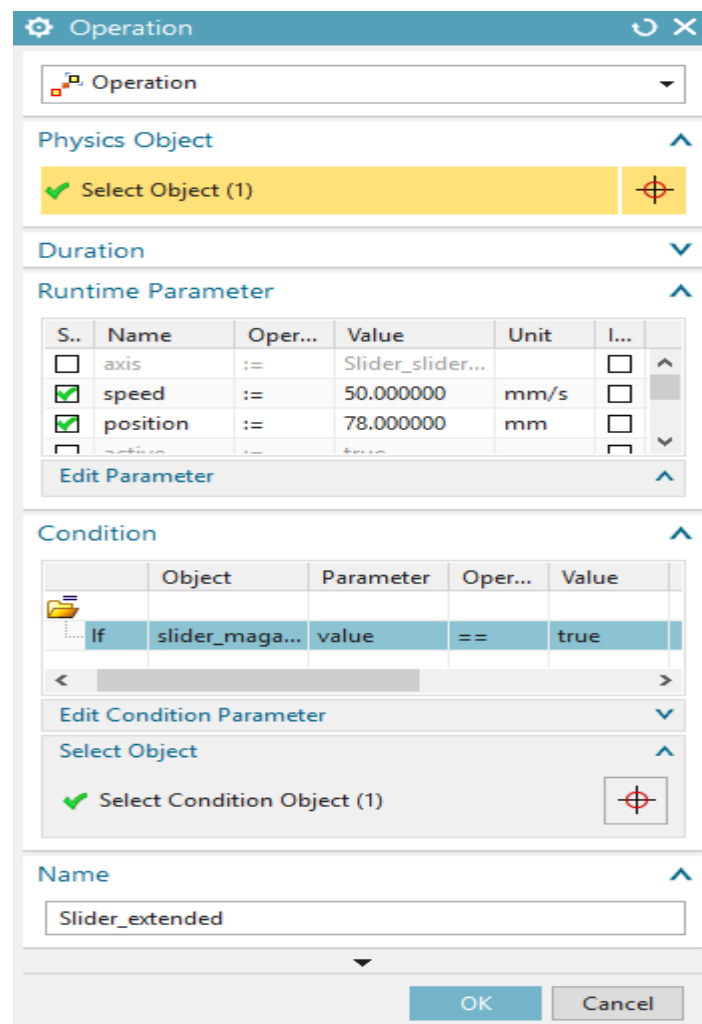 Operation
Operation
Physics Object
Select Object (1)
Duration
Runtime Parameter
S.. Name Oper... Value Unit I...
axis := Slider_slider...
speed := 50.000000 mm/s
position := 78.000000 mm
active := true
Edit Parameter
Condition
Object Parameter Oper... Value
If slider_maga... value == true
Edit Condition Parameter
Select Object
Select Condition Object (1)
Name
Slider_extended
OK Cancel